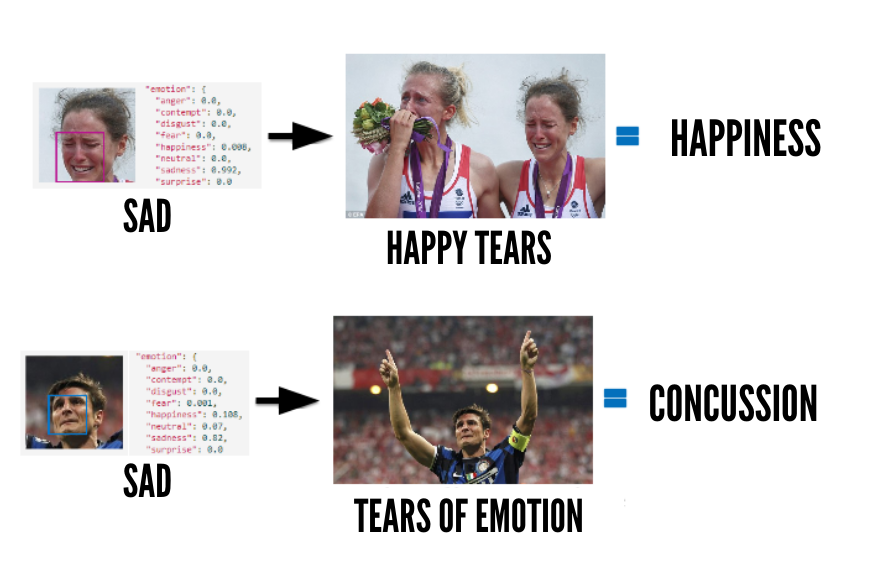 "emotion": {
"anger": 0.0,
"contempt": 0.0,
"disgust": 0.0,
"fear": 0.0,
"happiness": 0.008,
"neutral": 0.0,
"sadness": 0.992,
"surprise": 0.0
SAD
HAPPY TEARS
HAPPINESS
"emotion": {
"anger": 0.0,
"contempt": 0.0,
"disgust": 0.0,
"fear": 0.001,
"happiness": 0.108,
"neutral": 0.07,
"sadness": 0.82,
"surprise": 0.0
SAD
TEARS OF EMOTION
CONCUSSION